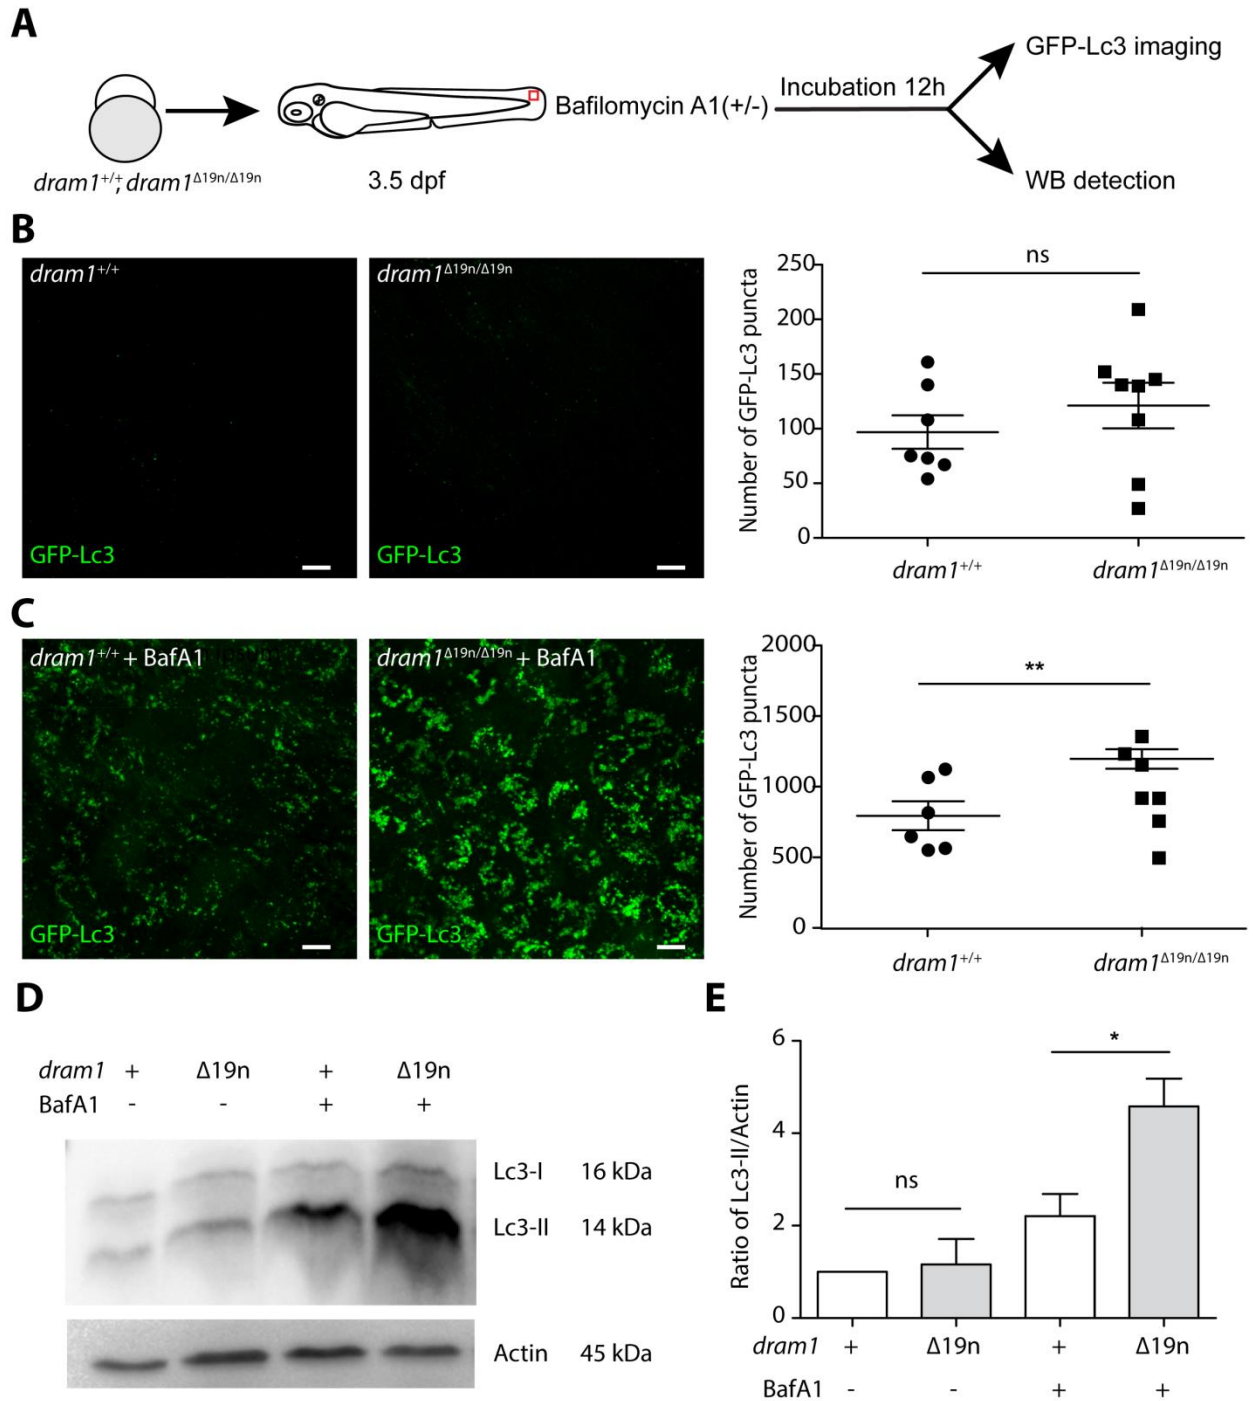 A
GFP-Lc3 imaging
Incubation 12h
Bafilomycin A1(+/-)
WB detection
dram1+/+; dram1Δ19n/Δ19n
3.5 dpf
B
dram1+/+
GFP-Lc3
dram1Δ19n/Δ19n
GFP-Lc3
Number of GFP-Lc3 puncta
250
200
150
100
50
0
ns
dram1+/+ dram1Δ19n/Δ19n
C
dram1+/+ + BafA1
GFP-Lc3
dram1Δ19n/Δ19n + BafA1
GFP-Lc3
Number of GFP-Lc3 puncta
2000
1500
1000
500
0
**
dram1+/+ dram1Δ19n/Δ19n
D
dram1 + Δ19n + Δ19n
BafA1 - - + +
Lc3-I 16 kDa
Lc3-II 14 kDa
Actin 45 kDa
E
Ratio of Lc3-II/Actin
6
4
2
0
ns
*
dram1 + Δ19n + Δ19n
BafA1 - - + +